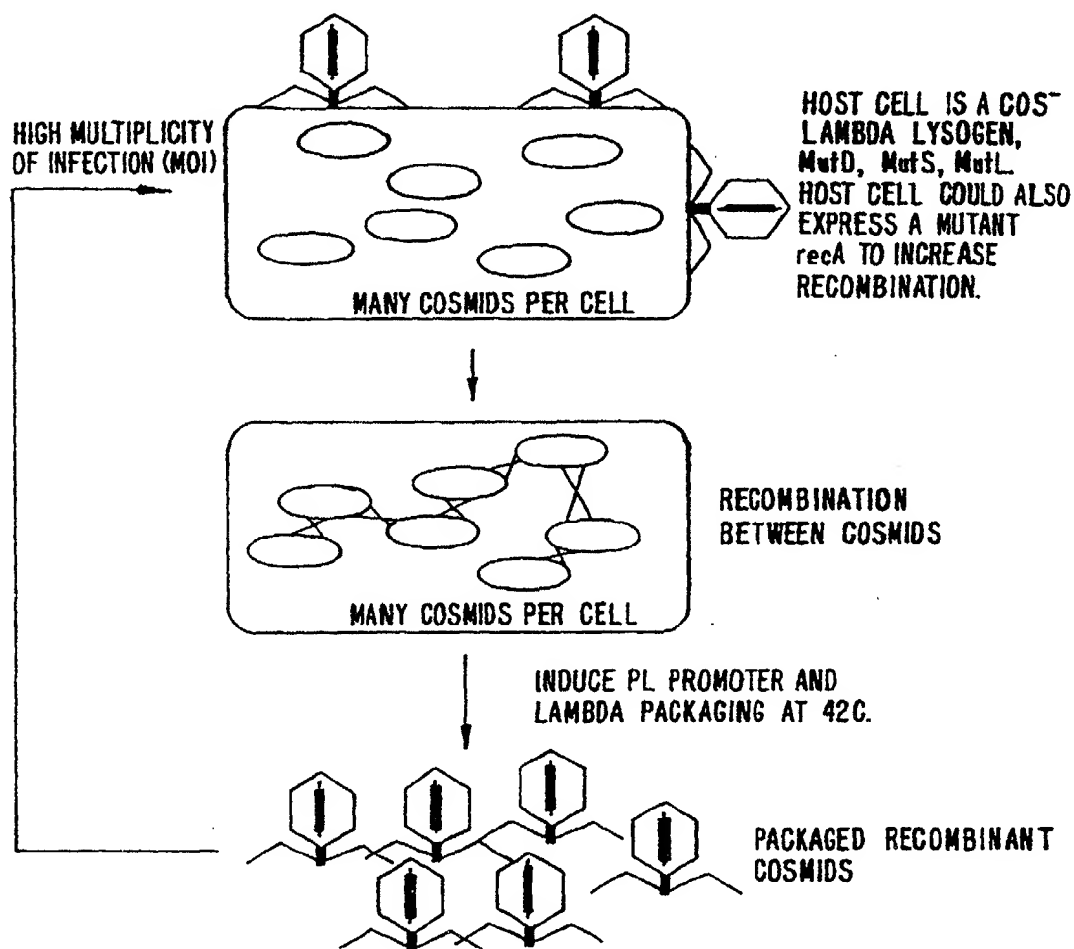 HIGH MULTIPLICITY
OF INFECTION (MOI)
HOST CELL IS A COS-
LAMBDA LYSOGEN,
MutD, MutS, MutL.
HOST CELL COULD ALSO
EXPRESS A MUTANT
recA TO INCREASE
RECOMBINATION.
MANY COSMIDS PER CELL
RECOMBINATION
BETWEEN COSMIDS
MANY COSMIDS PER CELL
INDUCE PL PROMOTER AND
LAMBDA PACKAGING AT 42C.
PACKAGED RECOMBINANT
COSMIDS